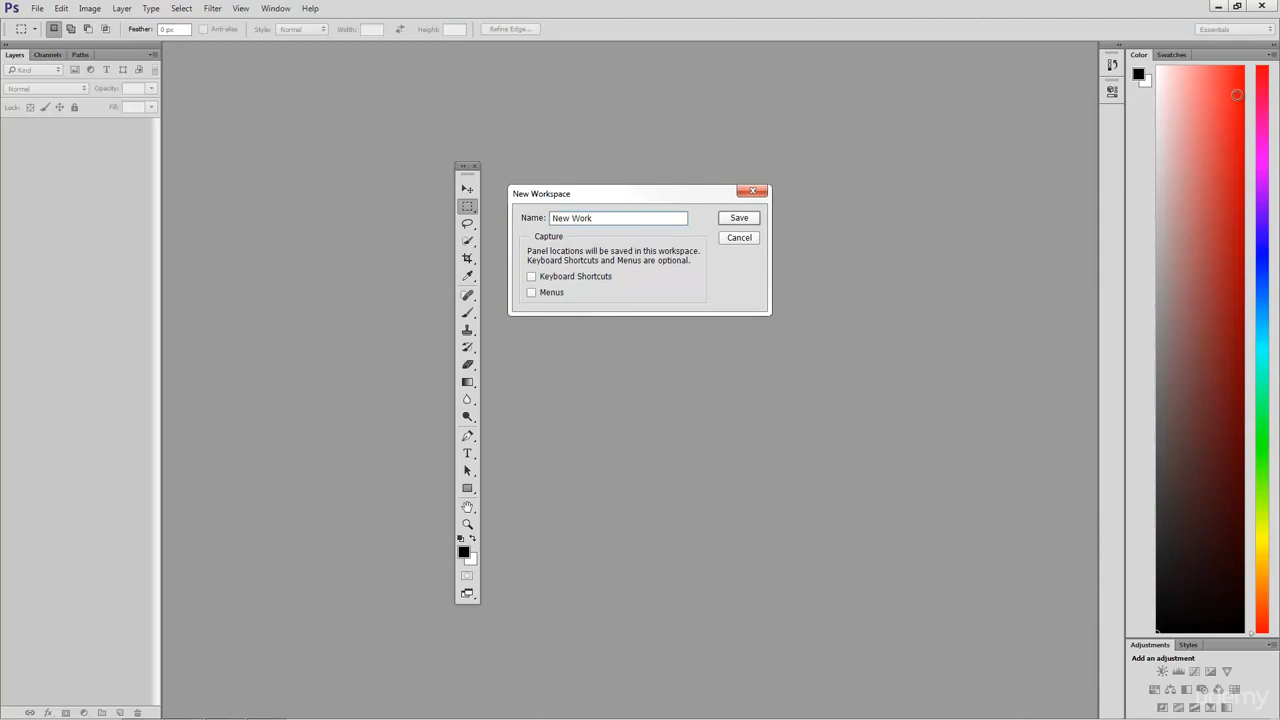 Ps File Edit Image Layer Type Select Filter View Window Help
Feather: 0 px Antialias Style: Normal Width: Height: Refine Edge... Essentials
Layers Channels Paths
Color Swatches
Kind
Normal Opacity:
Lock: Fill:
New Workspace
Name: New Work Save
Cancel
Capture
Panel locations will be saved in this workspace.
Keyboard Shortcuts and Menus are optional.
Keyboard Shortcuts
Menus
Adjustments Styles
Add an adjustment
udemy